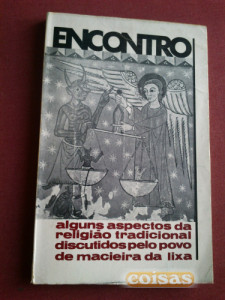 ENCONTRO
alguns aspectos da
religião tradicional
discutidos pelo povo
de macieira da lixa
coisas